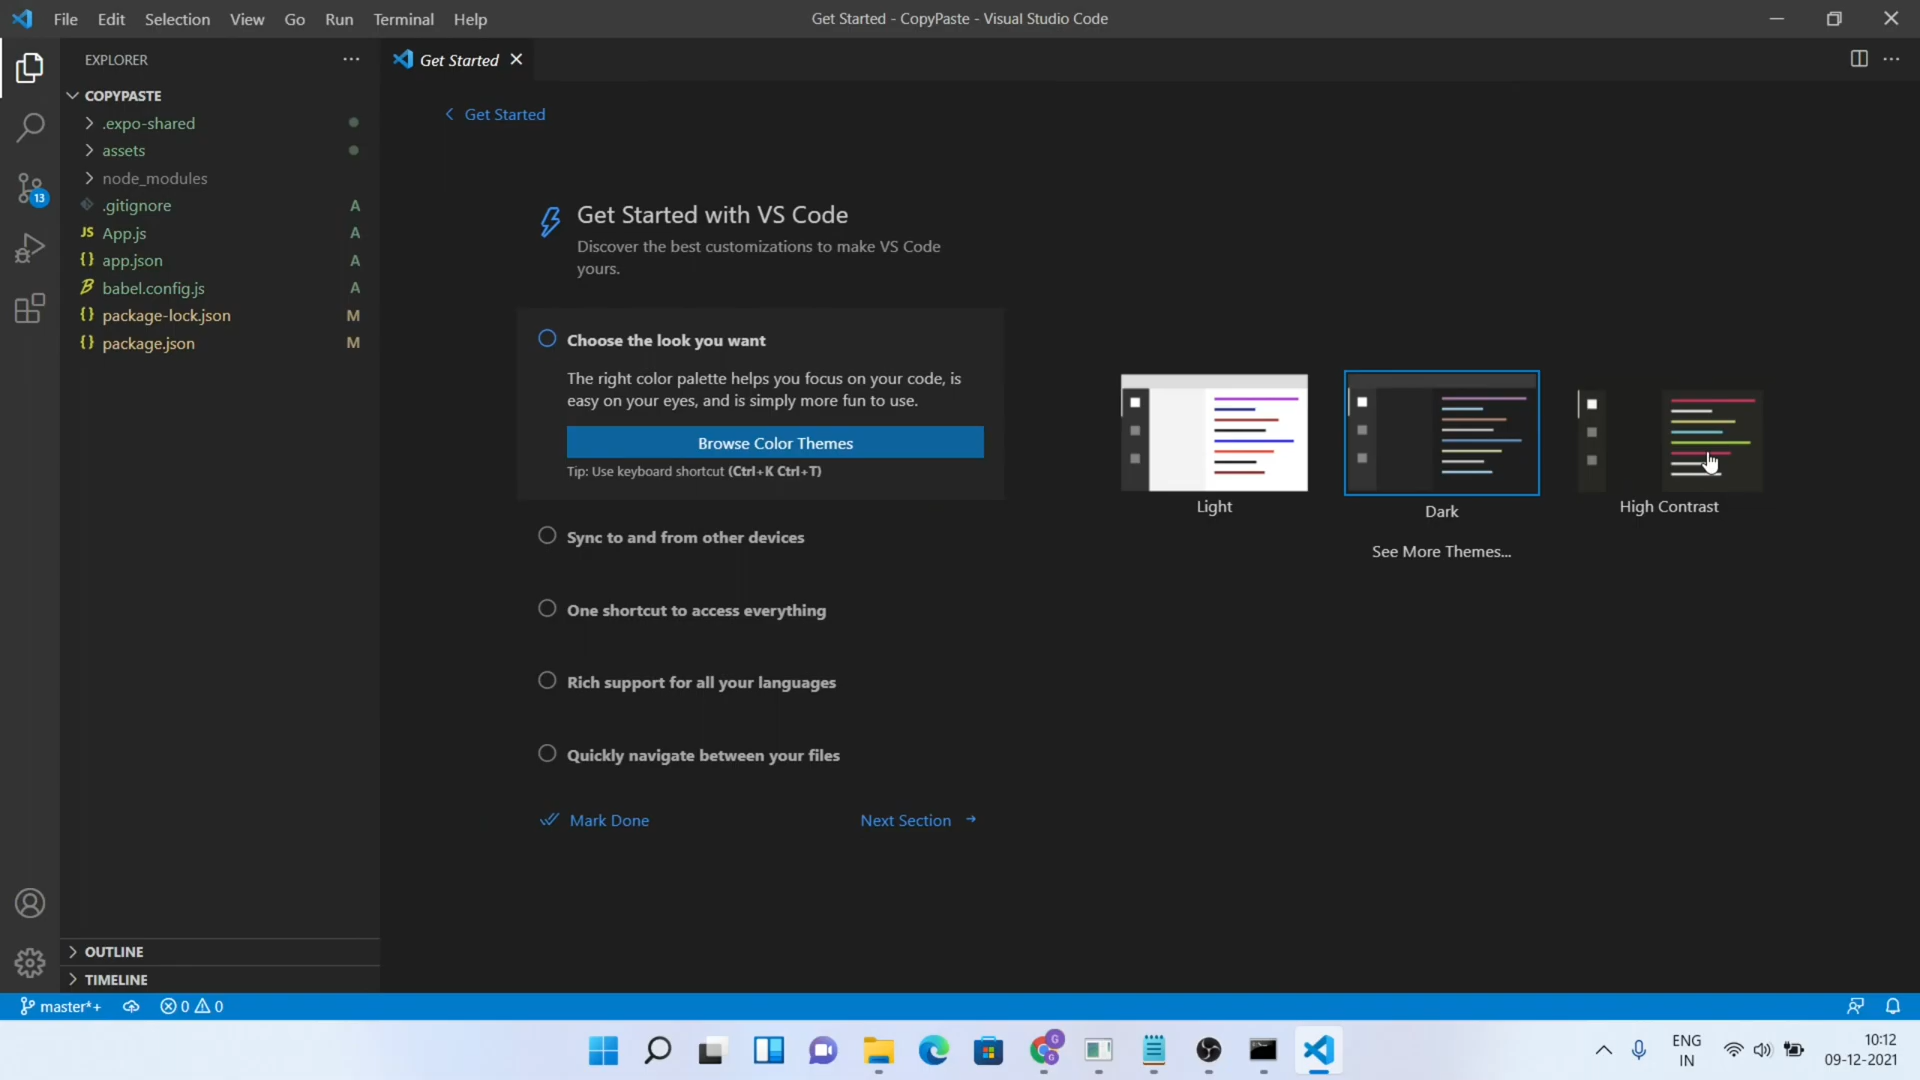 File Edit Selection View Go Run Terminal Help
Get Started - CopyPaste - Visual Studio Code
EXPLORER
Get Started
COPYPASTE
.expo-shared
assets
node_modules
.gitignore A
JS App.js A
{} app.json A
babel.config.js A
{} package-lock.json M
{} package.json M
13
OUTLINE
TIMELINE
Get Started
Get Started with VS Code
Discover the best customizations to make VS Code
yours.
Choose the look you want
The right color palette helps you focus on your code, is
easy on your eyes, and is simply more fun to use.
Browse Color Themes
Tip: Use keyboard shortcut (Ctrl+K Ctrl+T)
Sync to and from other devices
One shortcut to access everything
Rich support for all your languages
Quickly navigate between your files
Mark Done
Next Section
Light
Dark
High Contrast
See More Themes...
master*+
0 0
G
G
ENG
IN
10:12
09-12-2021